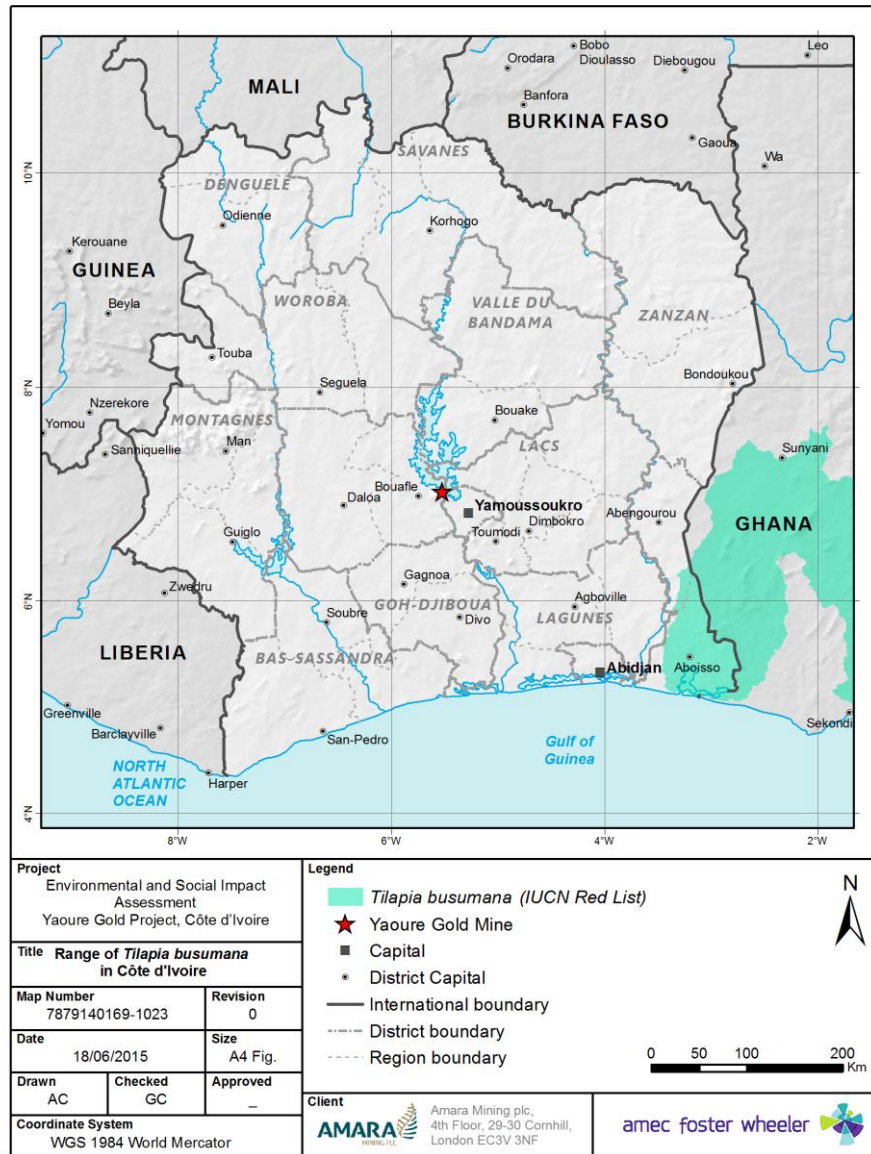 Bobo
Dioulasso
Leo
Orodara
Diebougou
MALI
Banfora
BURKINA FASO
Gaoua
SAVANES
Wa
10°N
10°N
DENGUELE
Odienne
Korhogo
Kerouane
GUINEA
WOROBA
VALLE DU
BANDAMA
ZANZAN
Beyla
Touba
Bondoukou
8°N
8°N
Seguela
Nzerekore
MONTAGNES
Bouake
Yomou
Sanniquellie
Man
LACS
Sunyani
Bouafle
Daloa
Yamoussoukro
Abengourou
GHANA
Guiglo
Toumodi
Dimbokro
Zwedru
Gagnoa
6°N
6°N
GOH-DJIBOUA
Agboville
Soubre
Divo
LAGUNES
LIBERIA
BAS-SASSANDRA
Abidjan
Aboisso
Greenville
Barclayville
San-Pedro
Sekondi
Gulf of
Guinea
NORTH
ATLANTIC
OCEAN
Harper
4°N
4°N
8°W
6°W
4°W
2°W
Project
Environmental and Social Impact
Assessment
Yaoure Gold Project, Côte d'Ivoire
Title Range of Tilapia busumana
in Côte d'Ivoire
Map Number
7879140169-1023
Revision
0
Date
18/06/2015
Size
A4 Fig.
Drawn
AC
Checked
GC
Approved
_
Coordinate System
WGS 1984 World Mercator
Legend
Tilapia busumana (IUCN Red List)
Yaoure Gold Mine
Capital
District Capital
International boundary
District boundary
Region boundary
N
0 50 100 200
Km
Client
AMARA
MINING PLC
Amara Mining plc,
4th Floor, 29-30 Cornhill,
London EC3V 3NF
amec foster wheeler